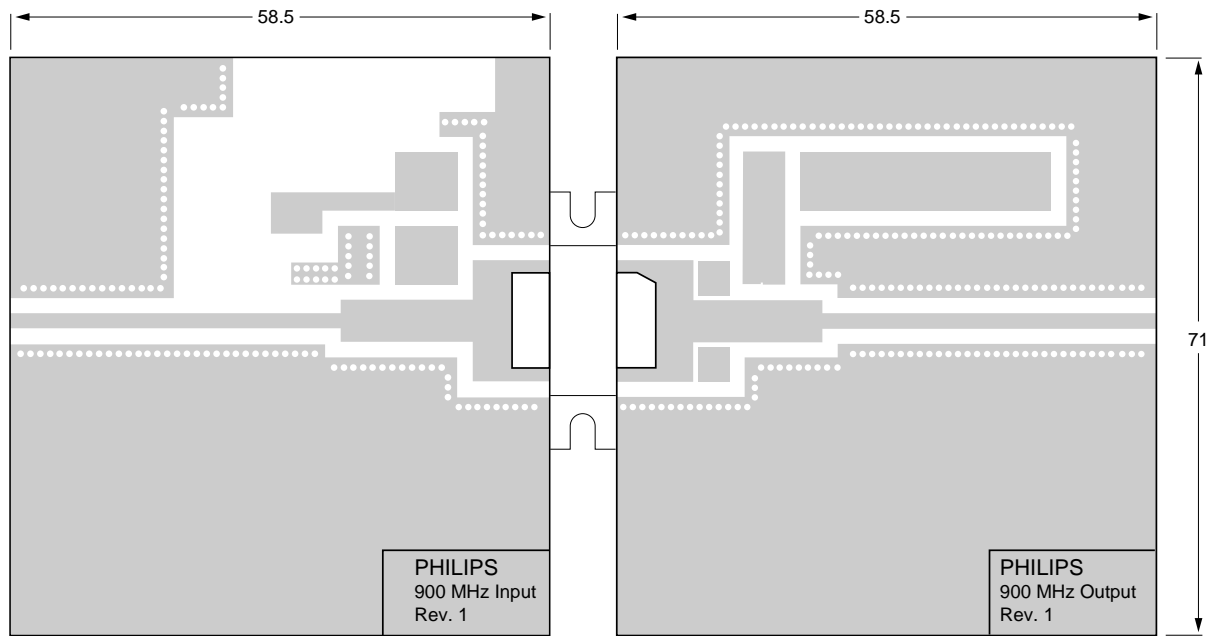 58.5
58.5
71
PHILIPS
900 MHz Input
Rev. 1
PHILIPS
900 MHz Output
Rev. 1